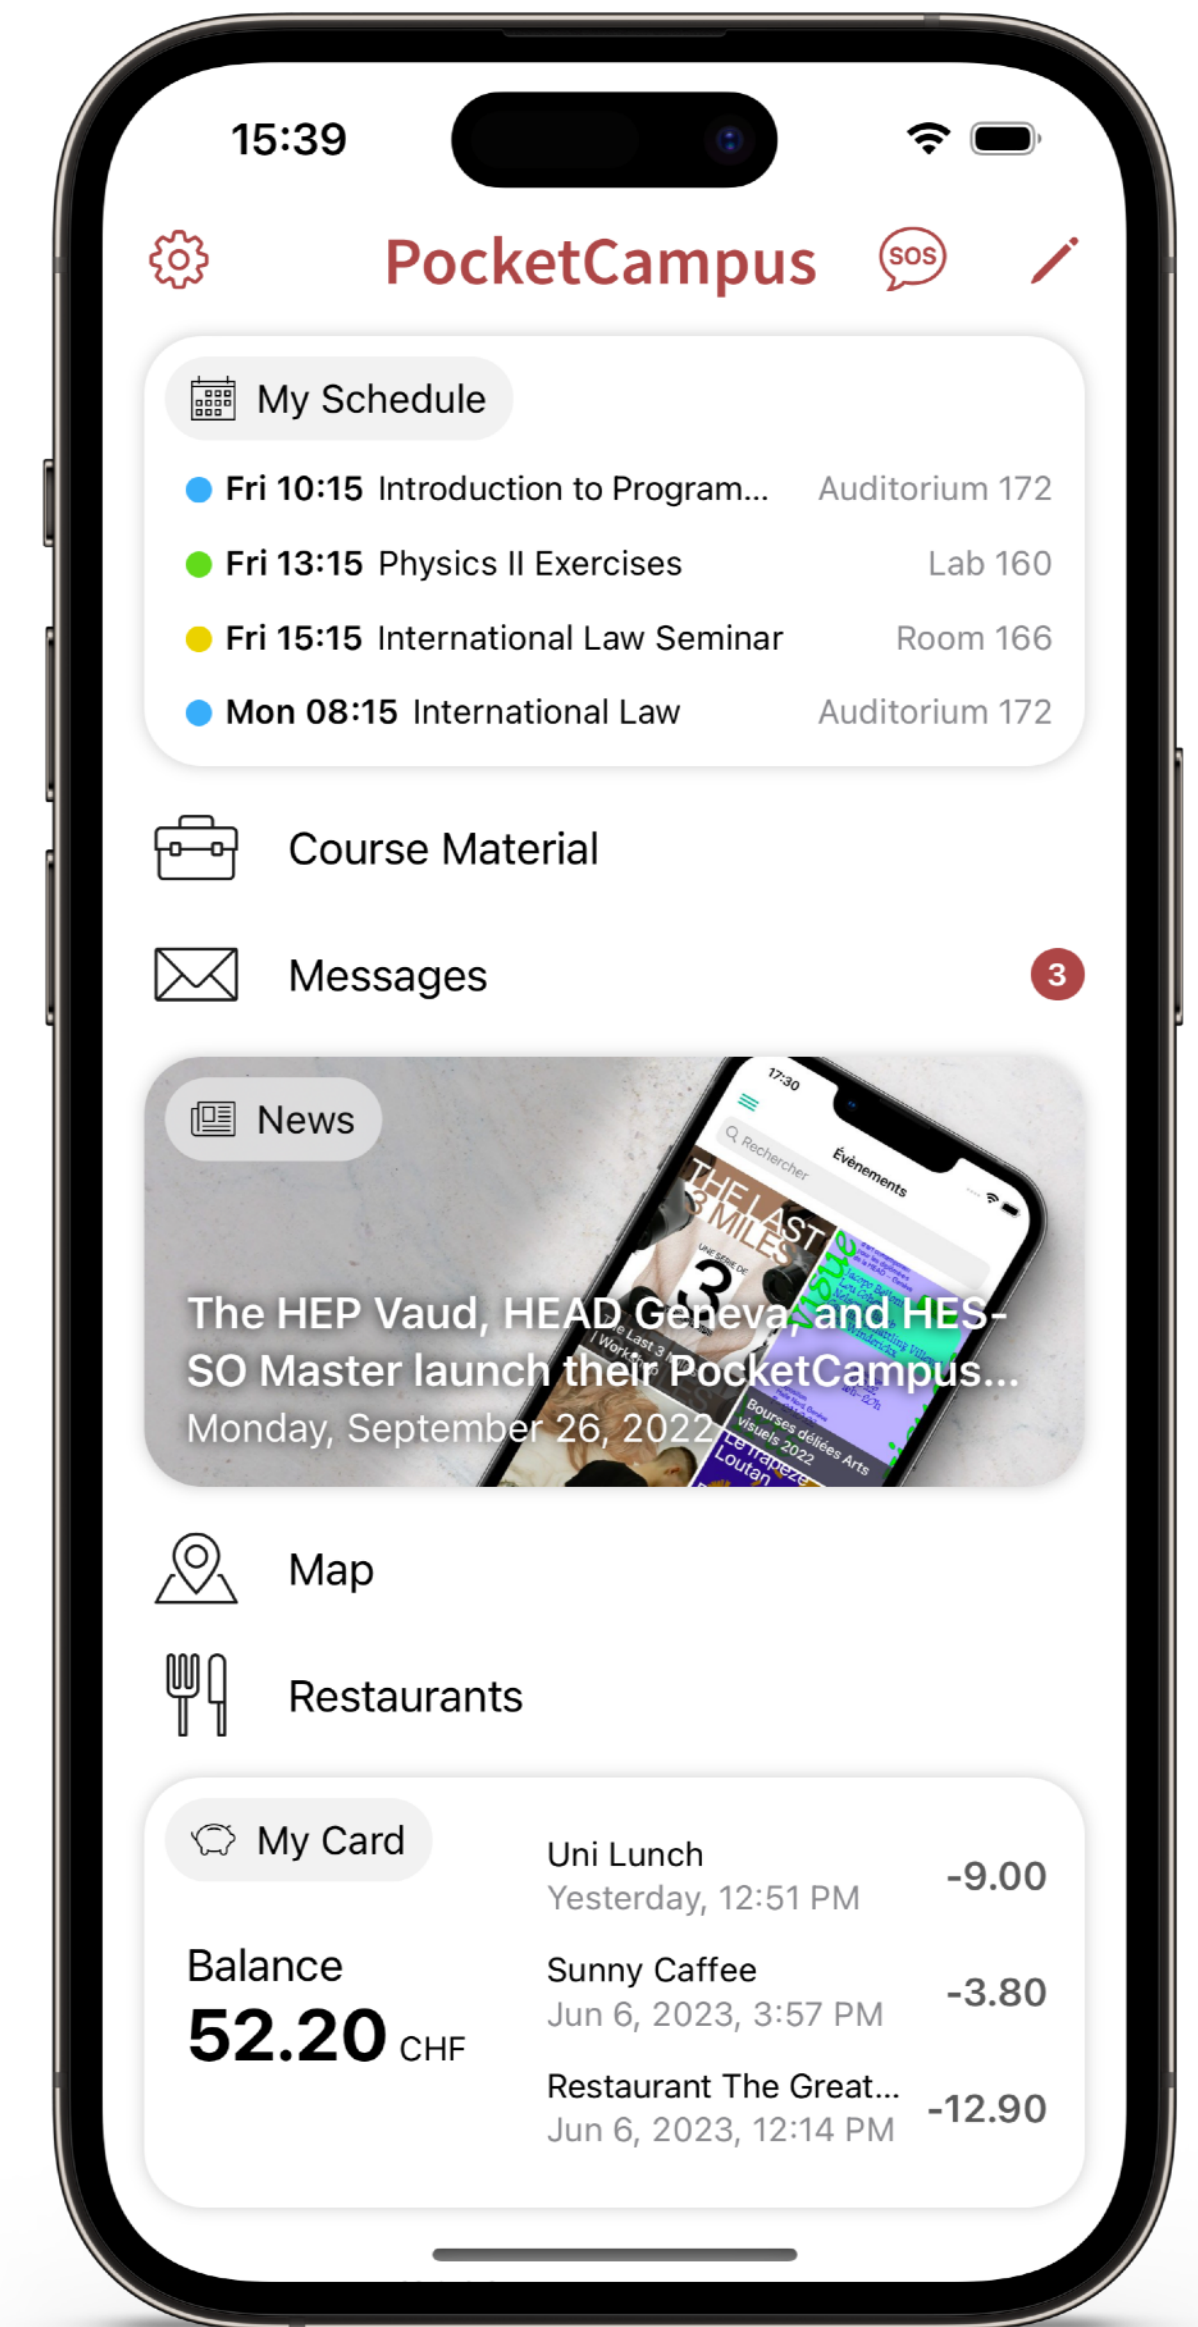 15:39
PocketCampus
SOS
My Schedule
Fri 10:15 Introduction to Program... Auditorium 172
Fri 13:15 Physics II Exercises Lab 160
Fri 15:15 International Law Seminar Room 166
Mon 08:15 International Law Auditorium 172
Course Material
Messages 3
News
17:30
Rechercher
Évènements
THE LAST
3 MILES
UNE SÉRIE DE
3
The HEP Vaud, HEAD Geneva, and HES-
SO Master launch their PocketCampus...
Monday, September 26, 2022
Bourses déliées Arts
visuels 2022
Le Trapèze
Loutan
Map
Restaurants
My Card
Balance
52.20 CHF
Uni Lunch -9.00
Yesterday, 12:51 PM
Sunny Caffee -3.80
Jun 6, 2023, 3:57 PM
Restaurant The Great... -12.90
Jun 6, 2023, 12:14 PM